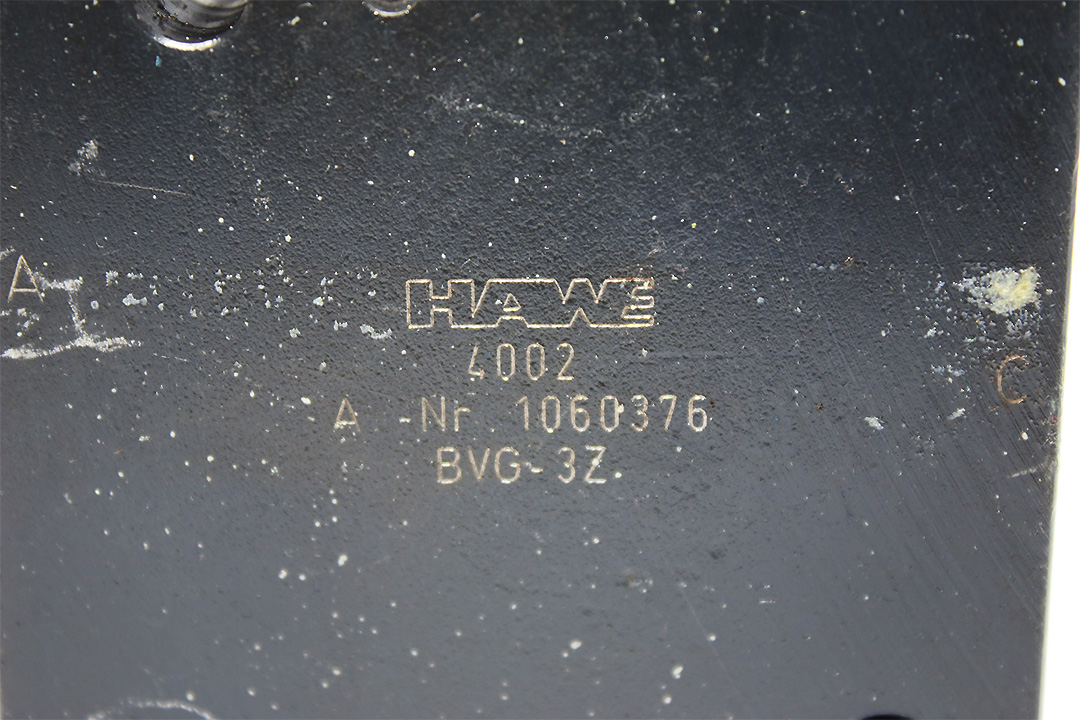 A
HAWE
4002
C
A -Nr. 1060376
BVG-3Z.